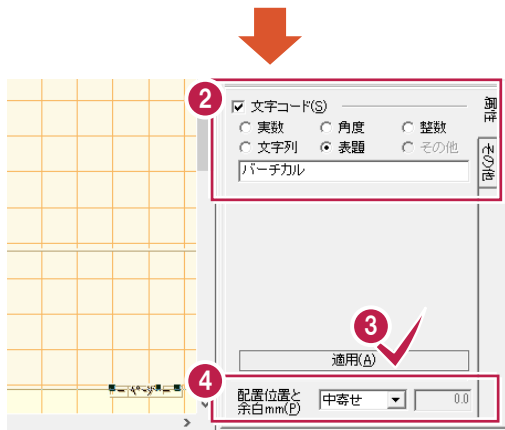 2
文字コード(S)
実数 角度 整数
文字列 表題 その他
バーチカル
属性
その他
3
適用(A)
4
配置位置と
余白mm(P)
中寄せ
0.0